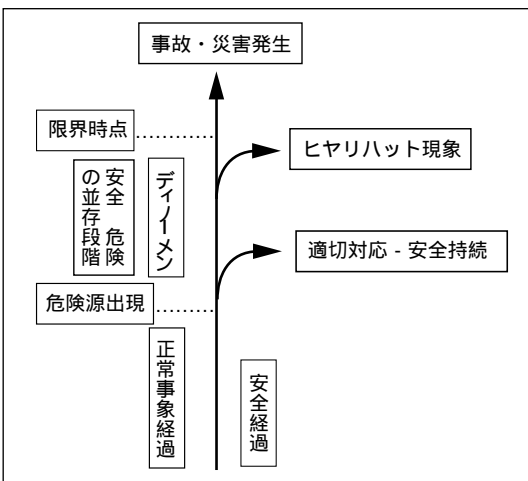 事故・災害発生
限界時点
ヒヤリハット現象
安全 危険
の並存段階
ディノーメン
適切対応 - 安全持続
危険源出現
正常事象経過
安全経過